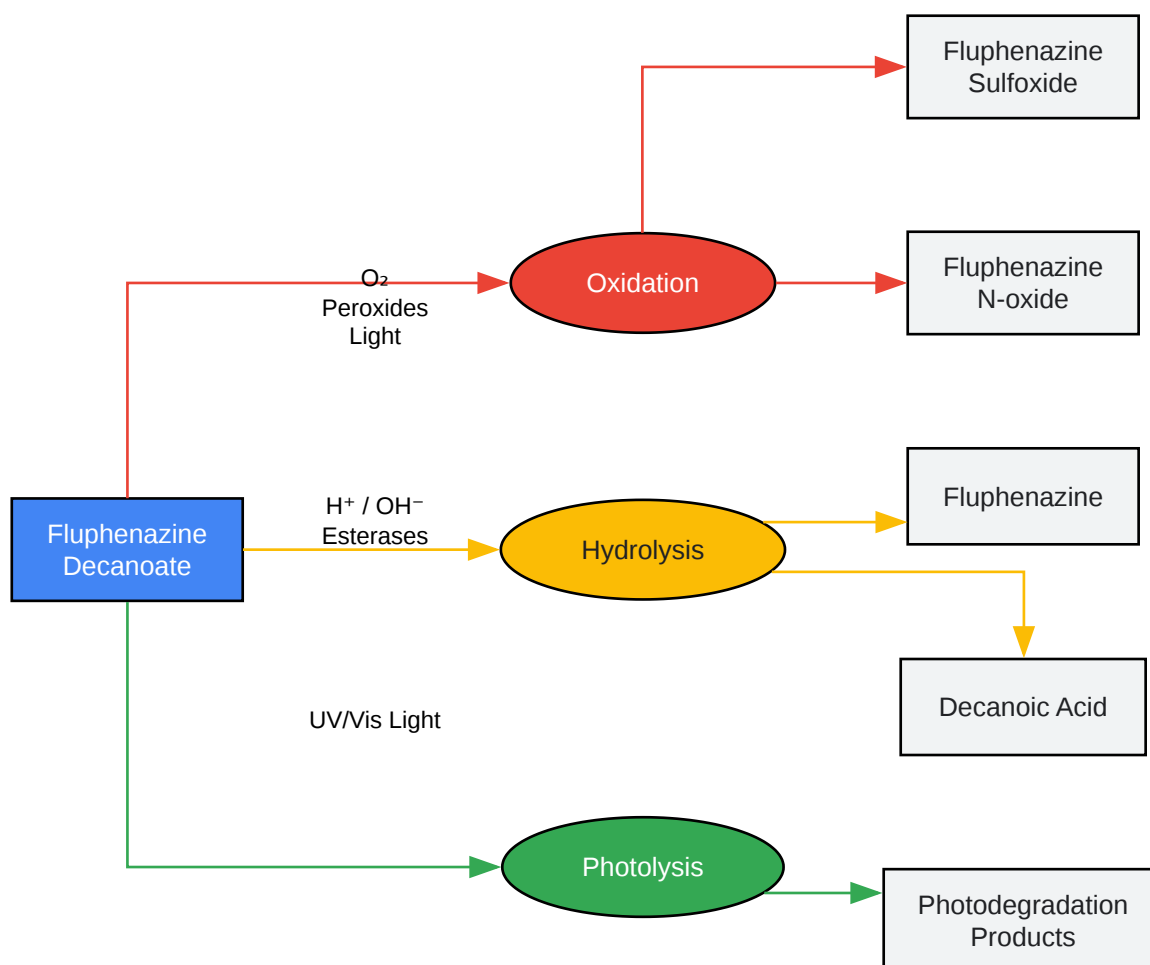 Fluphenazine
Sulfoxide
O₂
Peroxides
Light
Oxidation
Fluphenazine
N-oxide
Fluphenazine
Decanoate
H⁺ / OH⁻
Esterases
Hydrolysis
Fluphenazine
Decanoic Acid
UV/Vis Light
Photolysis
Photodegradation
Products